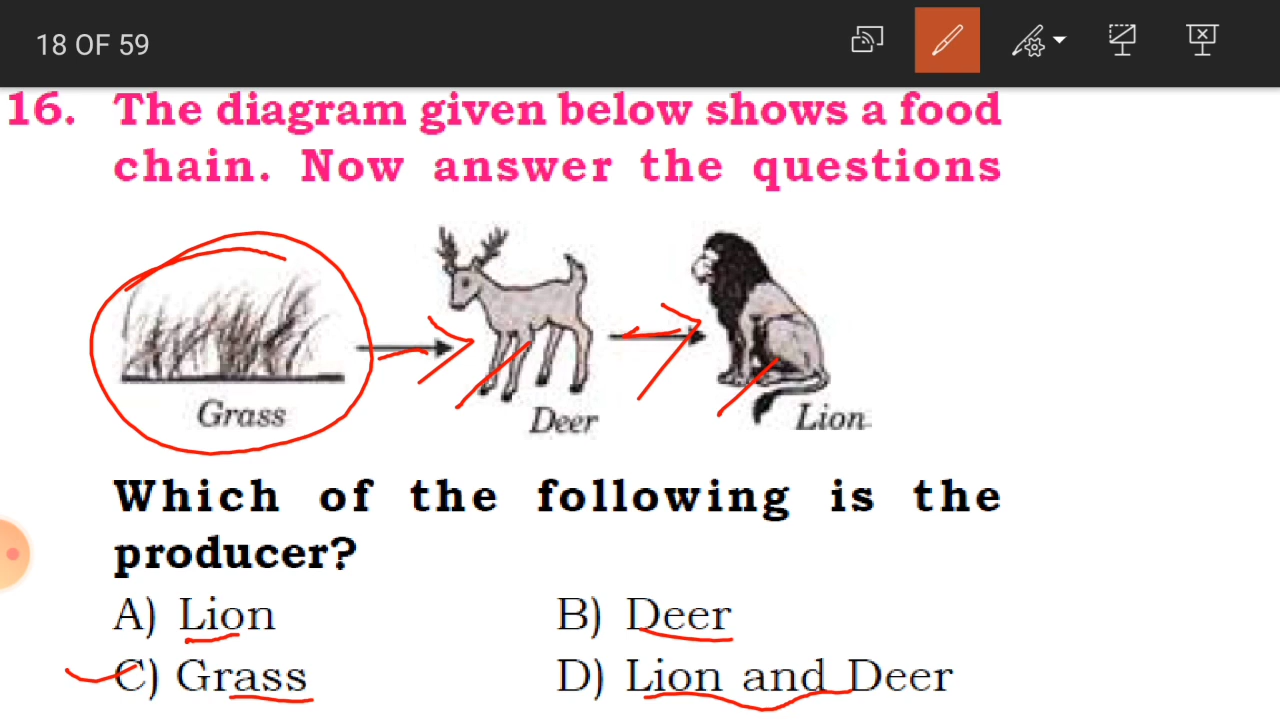 18 OF 59
16. The diagram given below shows a food
chain. Now answer the questions
Grass
Deer
Lion
Which of the following is the
producer?
A) Lion B) Deer
C) Grass D) Lion and Deer